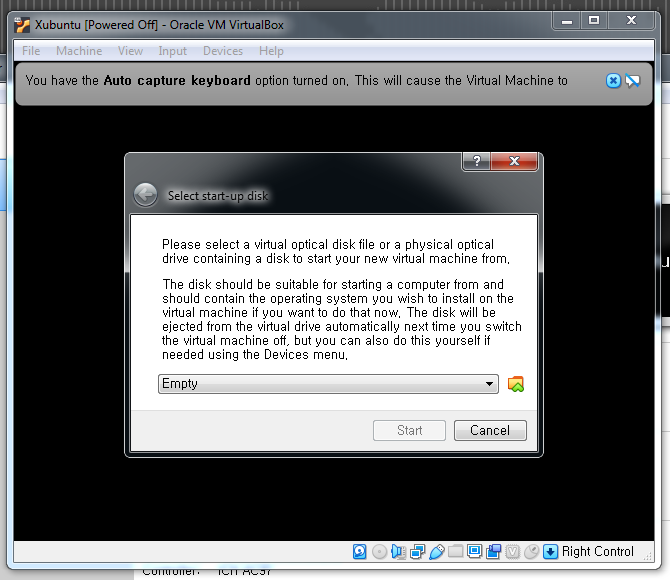 Xubuntu [Powered Off] - Oracle VM VirtualBox
File Machine View Input Devices Help
You have the Auto capture keyboard option turned on. This will cause the Virtual Machine to
?
Select start-up disk
Please select a virtual optical disk file or a physical optical
drive containing a disk to start your new virtual machine from.
The disk should be suitable for starting a computer from and
should contain the operating system you wish to install on the
virtual machine if you want to do that now. The disk will be
ejected from the virtual drive automatically next time you switch
the virtual machine off, but you can also do this yourself if
needed using the Devices menu.
Empty
Start Cancel
Right Control
Controller: ICH AC97